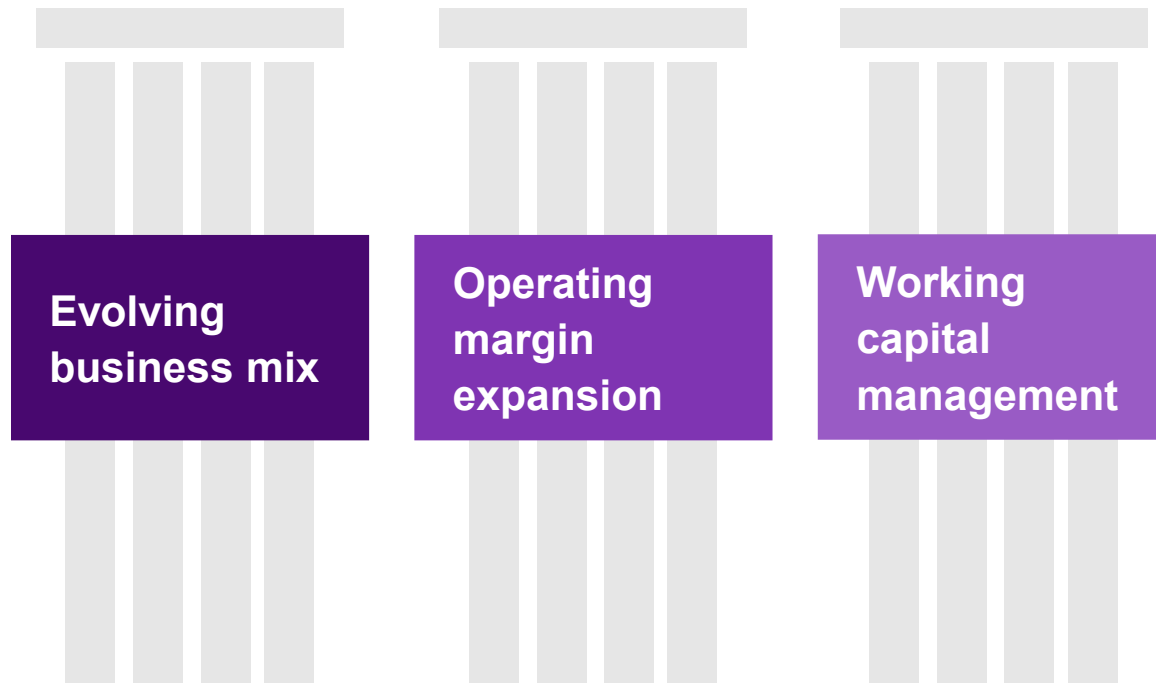 Evolving
business mix
Operating
margin
expansion
Working
capital
management